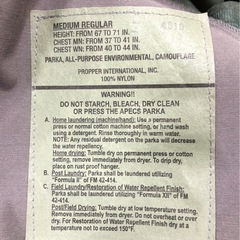 MEDIUM REGULAR
HEIGHT: FROM 67 TO 71 IN.
CHEST MN: FROM 37 TO 41 IN.
CHEST WN: FROM 40 TO 44 IN.
PARKA, ALL-PURPOSE ENVIRONMENTAL, CAMOUFLAGE
PROPPER INTERNATIONAL, INC.
100% NYLON
WARNING!!
DO NOT STARCH, BLEACH, DRY CLEAN
OR PRESS THE APECS PARKA
A. Home laundering (machine/hand): Use a permanent
press or normal cotton machine setting, or hand wash
using a detergent. Rinse thoroughly in warm water.
NOTE: Any residual detergent on the parka will decrease
the water repellency.
Home drying: Tumble dry on permanent press or cotton
setting, remove immediately from dryer. To drip dry,
place on rust proof hanger.
B. Post Laundry: Parka shall be laundered utilizing
"Formula II" of FM 42-414.
C. Field Laundry/Restoration of Water Repellent Finish:
Parka shall be laundered utilizing "Formula XII" of FM
42-414.
Post/Field Drying: Tumble dry at low temperature setting.
Remove immediately from dryer. Do not overheat or over
dry. For Restoration of Water Repellent Finish, dry at a
temperature not to exceed 150°F.